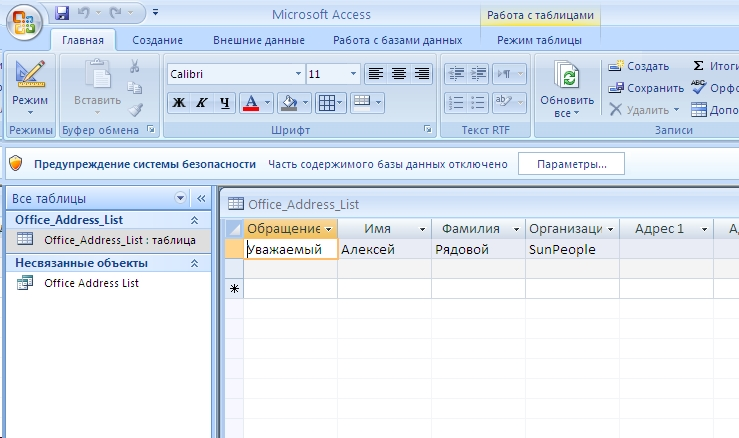 Microsoft Access
Работа с таблицами
Главная Создание Внешние данные Работа с базами данных Режим таблицы
Calibri 11
Режим Вставить Ж К Ч А Обновить все Создать Сохранить Удалить Σ Итоги ABC Орфо Допо
Режимы Буфер обмена Шрифт Текст RTF Записи
Предупреждение системы безопасности Часть содержимого базы данных отключено Параметры...
Все таблицы
Office_Address_List
Office_Address_List : таблица
Несвязанные объекты
Office Address List
Office_Address_List
Обращение Имя Фамилия Организаци Адрес 1 А
Уважаемый Алексей Рядовой SunPeople